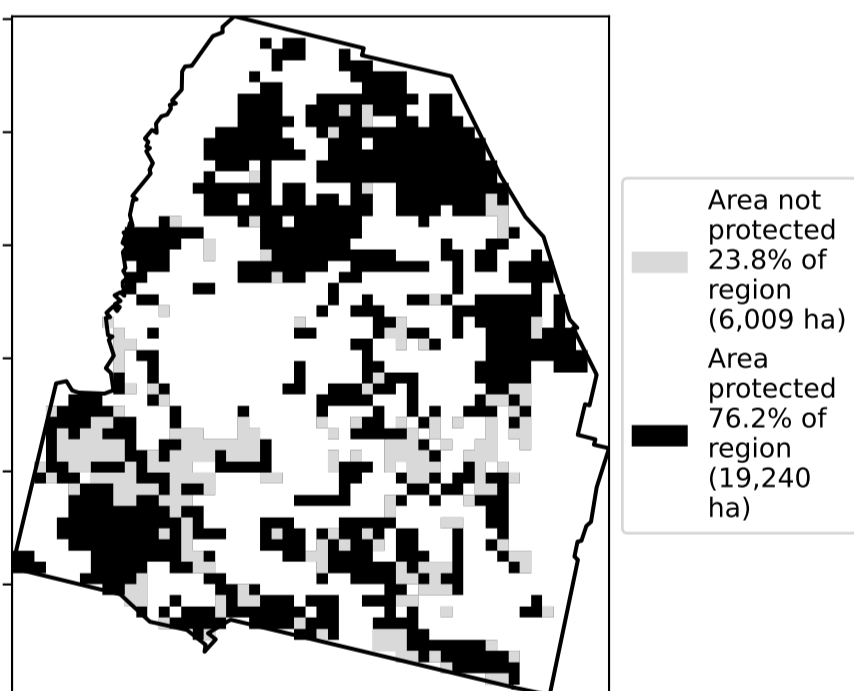 Area not
protected
23.8% of
region
(6,009 ha)
Area
protected
76.2% of
region
(19,240
ha)